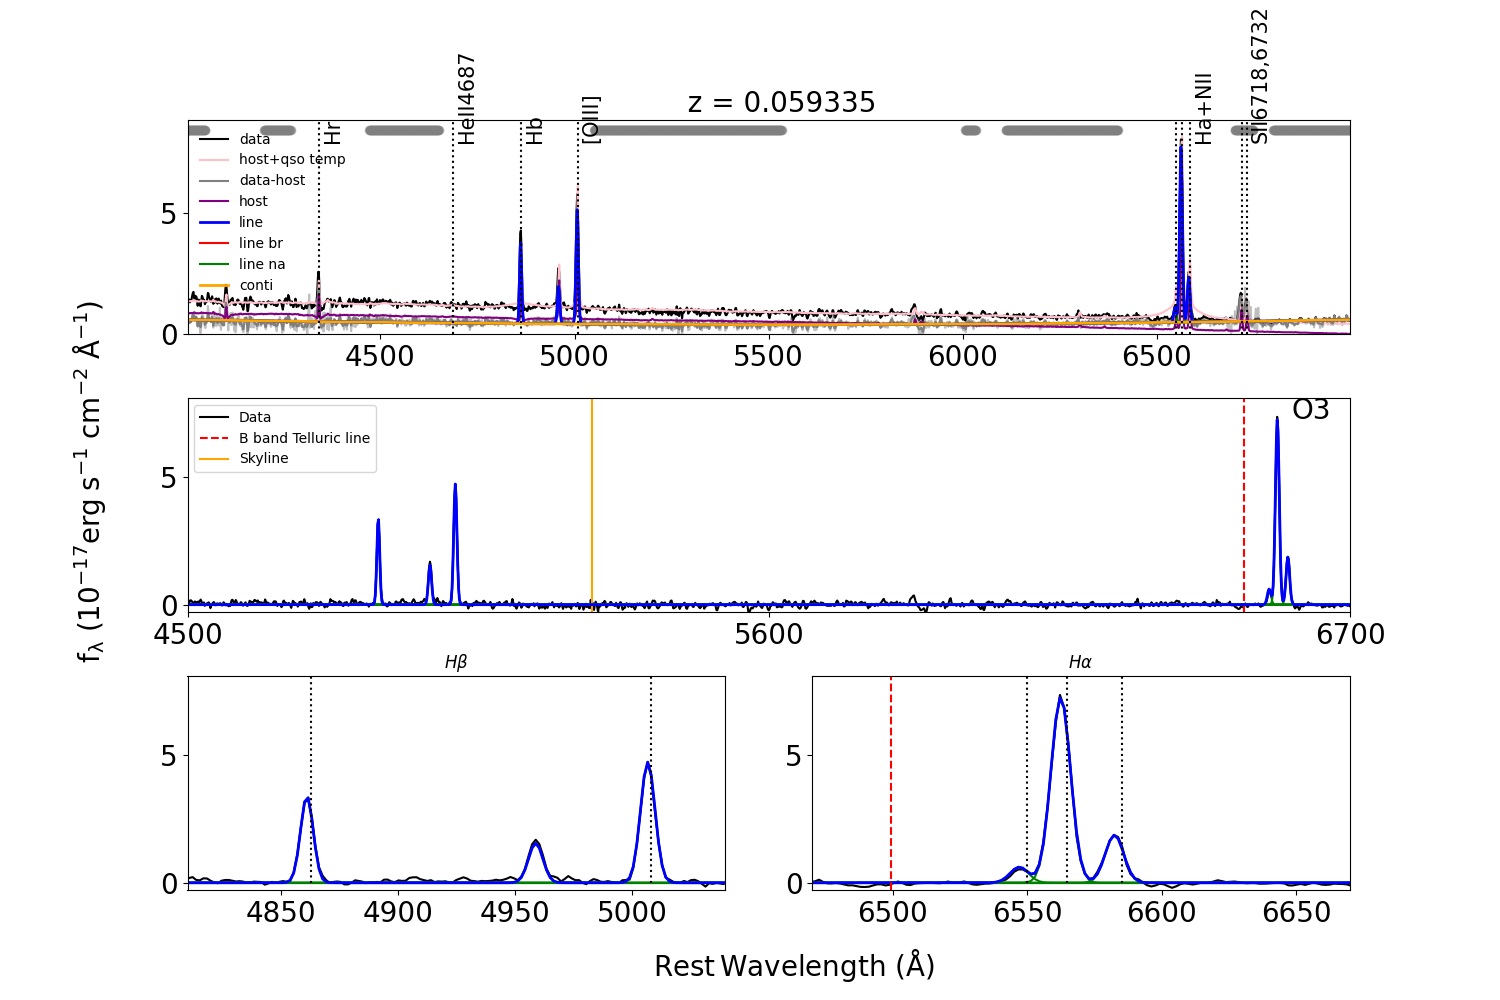 z = 0.059335
Hr
HeII4687
Hb
[OIII]
Ha+NII
SII6718,6732
data
host+qso temp
data-host
host
line
line br
line na
conti
5
0
4500 5000 5500 6000 6500
Data
B band Telluric line
Skyline
O3
5
0
4500 5600 6700
fλ (10⁻¹⁷erg s⁻¹ cm⁻² Å⁻¹)
Hβ
5
0
4850 4900 4950 5000
Hα
5
0
6500 6550 6600 6650
Rest Wavelength (Å)